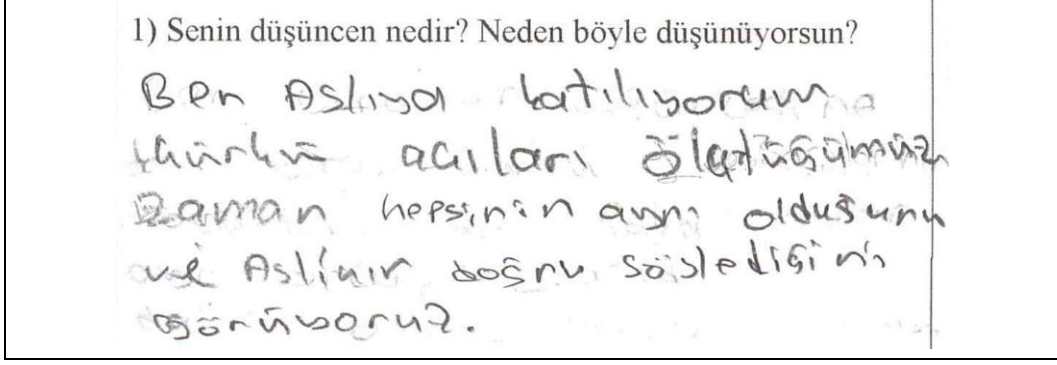 1) Senin düşüncen nedir? Neden böyle düşünüyorsun?
Ben Aslıya katılıyorum
çünkü açıları ölçtüğümüz
zaman hepsinin aynı olduğunu
ve Aslının doğru söylediğini
görüyoruz.